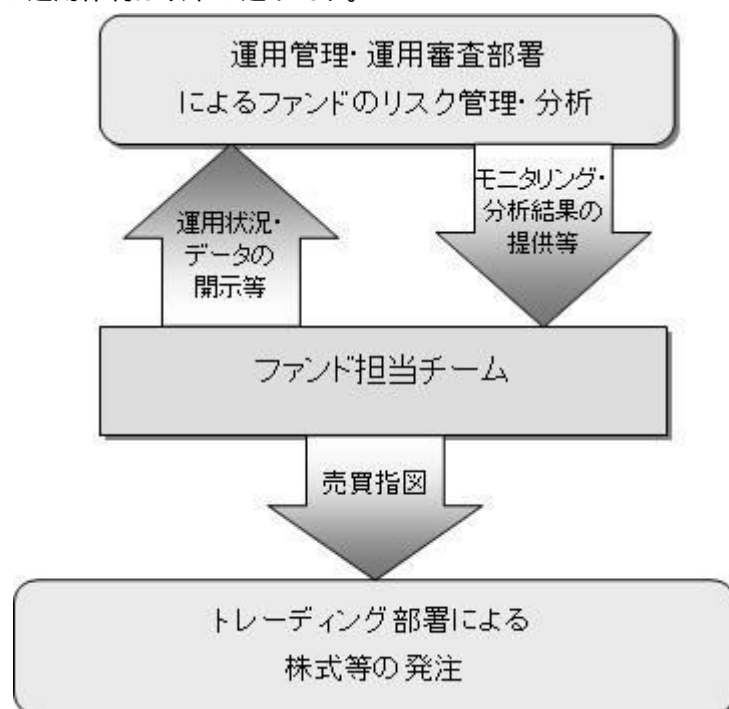 運用管理・運用審査部署
によるファンドのリスク管理・分析
運用状況・
データの
開示等
モニタリング・
分析結果の
提供等
ファンド担当チーム
売買指図
トレーディング部署による
株式等の発注